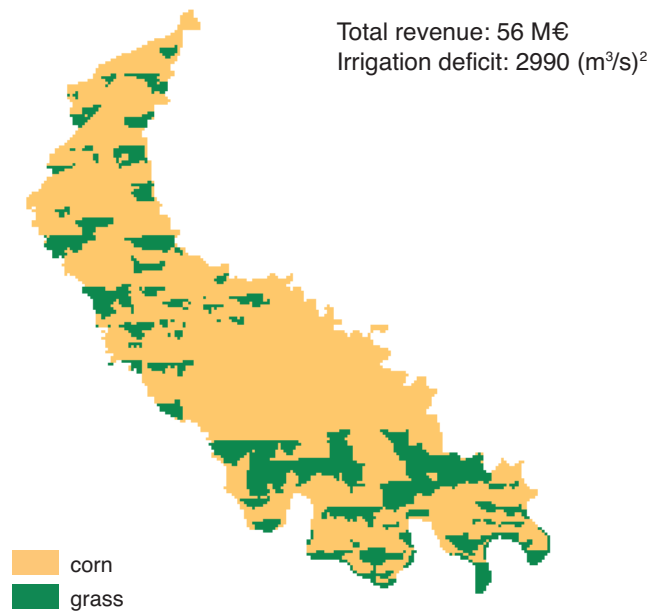 Total revenue: 56 M€
Irrigation deficit: 2990 (m³/s)²
corn
grass